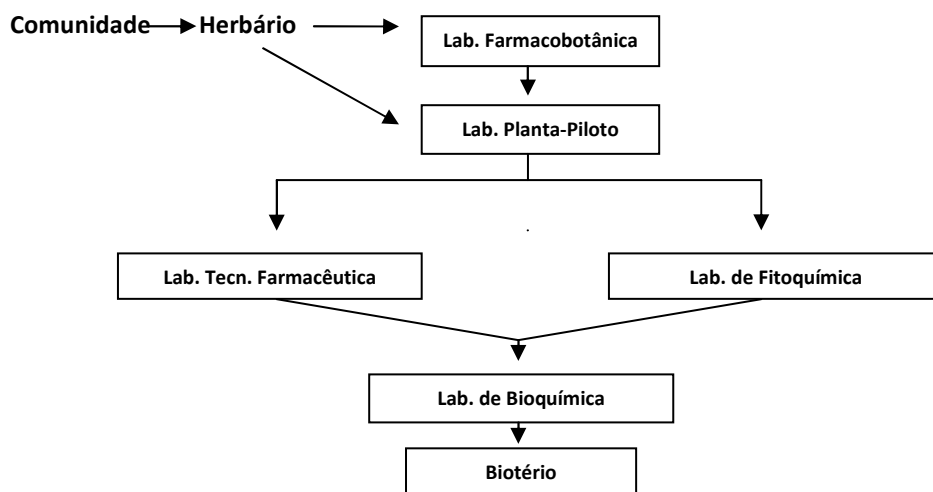 Comunidade Herbário
Lab. Farmacobotânica
Lab. Planta-Piloto
Lab. Tecn. Farmacêutica
Lab. de Fitoquímica
Lab. de Bioquímica
Biotério